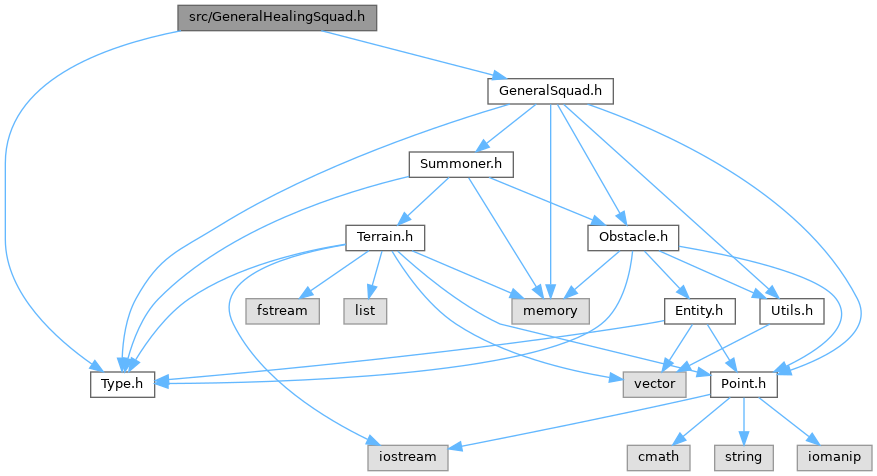 src/GeneralHealingSquad.h
GeneralSquad.h
Summoner.h
Terrain.h
Obstacle.h
fstream
list
memory
Entity.h
Utils.h
Type.h
vector
Point.h
iostream
cmath
string
iomanip